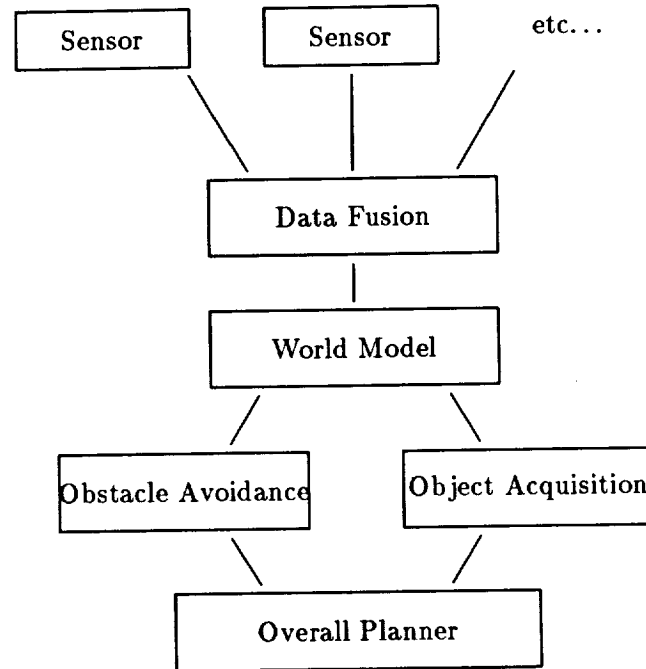 Sensor
Sensor
etc...
Data Fusion
World Model
Obstacle Avoidance
Object Acquisition
Overall Planner